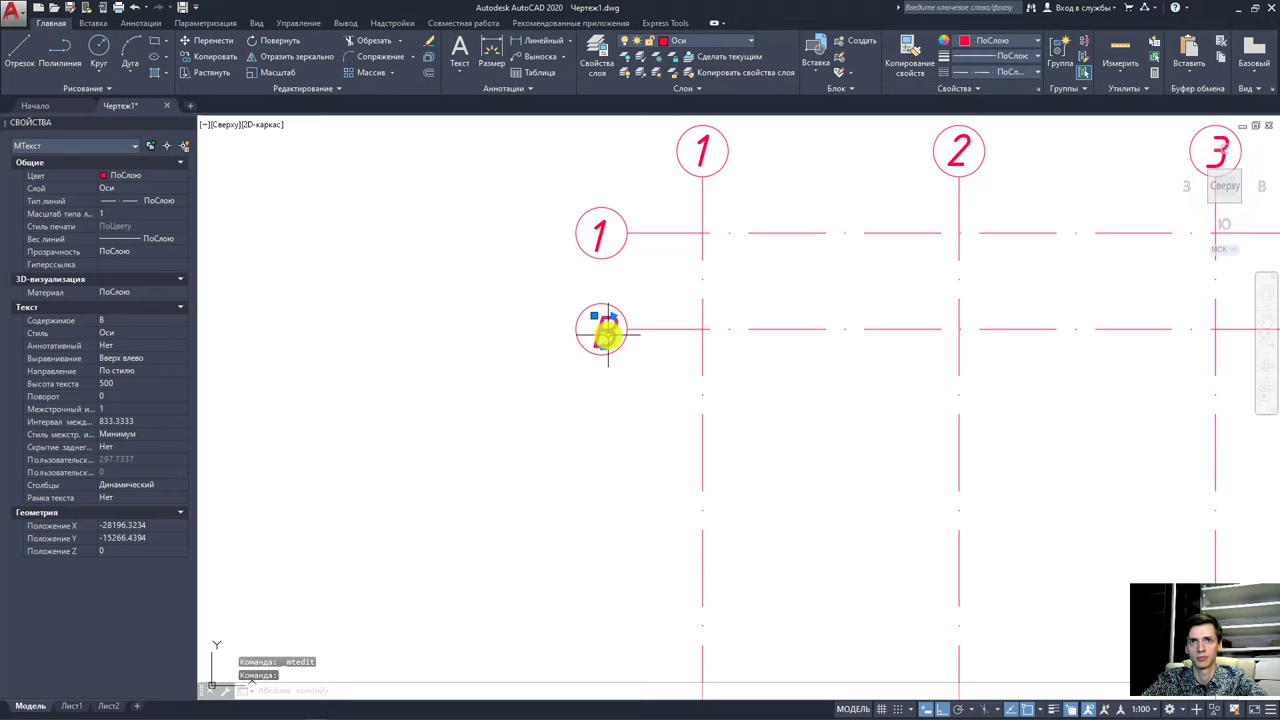 Autodesk AutoCAD 2021 Чертеж1.dwg
Введите ключевое слово/фразу
Вход в службы
Главная Вставка Аннотации Параметризация Вид Управление Вывод Надстройки Совместная работа Рекомендованные приложения Express Tools
Отрезок Полилиния Круг Дуга
Перенести Повернуть Обрезать
Копировать Отразить зеркально Сопряжение
Растянуть Масштаб Массив
Текст Размер
Линейный
Выноска
Таблица
Свойства слоя
Оси
Сделать текущим
Копировать свойства слоя
Вставка
Создать
Копирование свойств
ПоСлою
ПоСлок
ПоСл...
Группа
Измерить
Вставить
Базовый
Рисование Редактирование Аннотации Слои Блок Свойства Группы Утилиты Буфер обмена Вид
Начало Чертеж1*
СВОЙСТВА
МТекст
Общие
Цвет ПоСлою
Слой Оси
Тип линий ПоСлою
Масштаб типа л... 1
Стиль печати ПоЦвету
Вес линий ПоСлою
Прозрачность ПоСлою
Гиперссылка
3D-визуализация
Материал ПоСлою
Текст
Содержимое В
Стиль Оси
Аннотативный Нет
Выравнивание Вверх влево
Направление По стилю
Высота текста 500
Поворот 0
Межстрочный и... 1
Интервал межд... 833.3333
Стиль межстр. и... Минимум
Скрытие заднег... Нет
Пользовательск... 297.7337
Пользовательск... 0
Столбцы Динамический
Рамка текста Нет
Геометрия
Положение X -28196.3234
Положение Y -15266.4394
Положение Z 0
[−][Сверху][2D-каркас]
1 2 3
1
З Сверху В
Ю
МСК
Y
Команда: _mtedit
Команда:
Введите команду
Модель Лист1 Лист2 +
МОДЕЛЬ 1:100